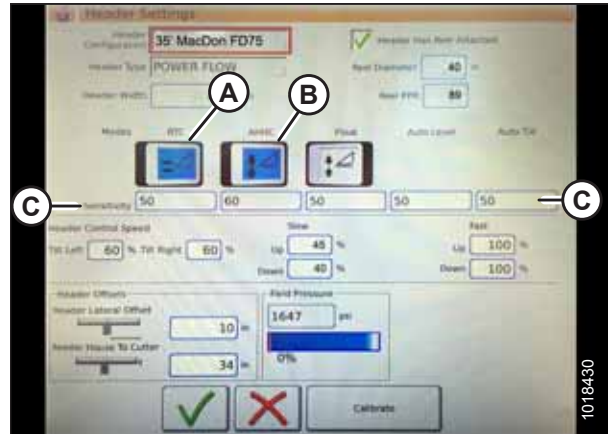 Header Settings
Header Configuration 35' MacDon FD75 Header Has Reel Attached
Header Type POWER FLOW Reel Diameter 40 in
Header Width Reel PPR 89
A B
Modes RTC AHHC Float Auto Level Auto Tilt
C Sensitivity 50 60 50 50 50 C
Header Control Speed Slow Fast
Tilt Left 60 % Tilt Right 60 % Up 45 % Up 100 %
Down 40 % Down 100 %
Header Offsets Field Pressure
Header Lateral Offset 1647 psi
10 in
Header House To Cutter 0%
34 in
Calibrate
1018430